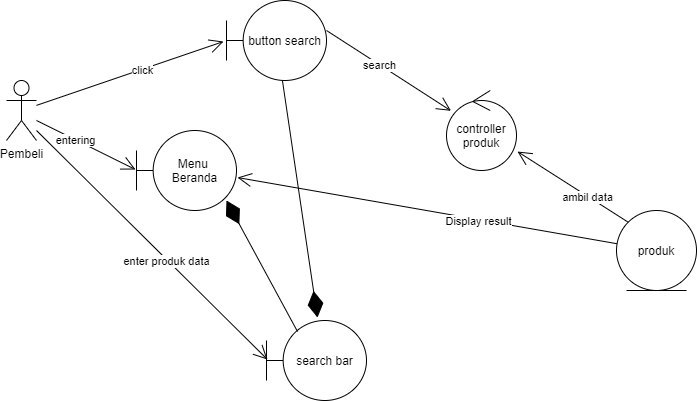 button search
search
click
controller
produk
entering
Pembeli
Menu
Beranda
ambil data
Display result
produk
enter produk data
search bar